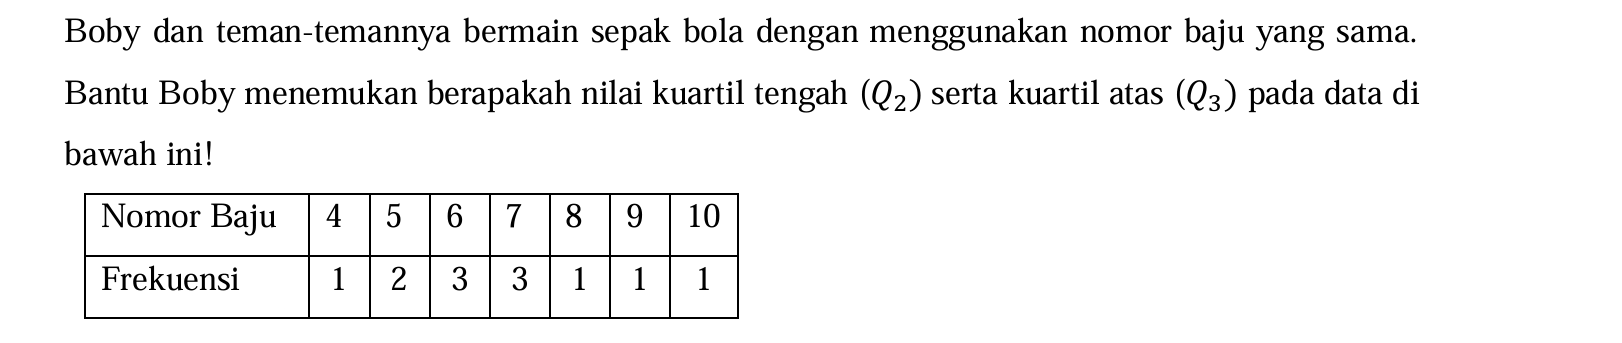 Boby dan teman-temannya bermain sepak bola dengan menggunakan nomor baju yang sama.
Bantu Boby menemukan berapakah nilai kuartil tengah (Q₂) serta kuartil atas (Q₃) pada data di
bawah ini!
Nomor Baju 4 5 6 7 8 9 10
Frekuensi 1 2 3 3 1 1 1